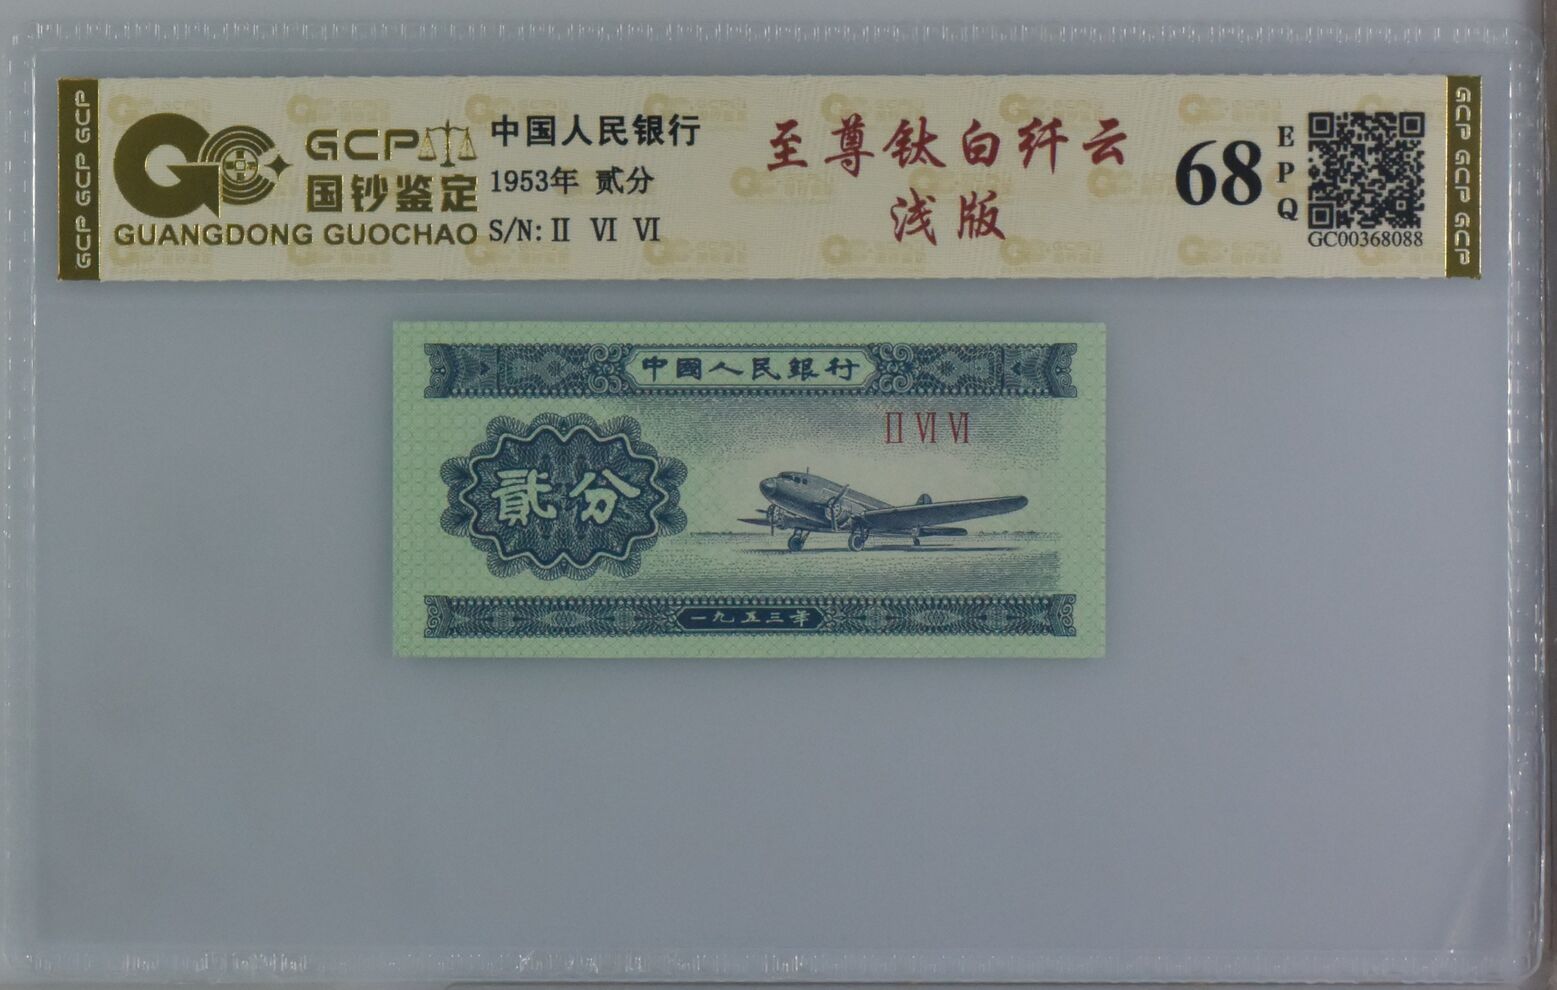 GCP GCP GCP
GCP
国钞鉴定
GUANGDONG GUOCHAO
中国人民银行
1953年 贰分
S/N: II VI VI
至尊钛白纤云
浅版
68
E
P
Q
GC00368088
GCP GCP GCP
中國人民銀行
II VI VI
貳分
一九五三年